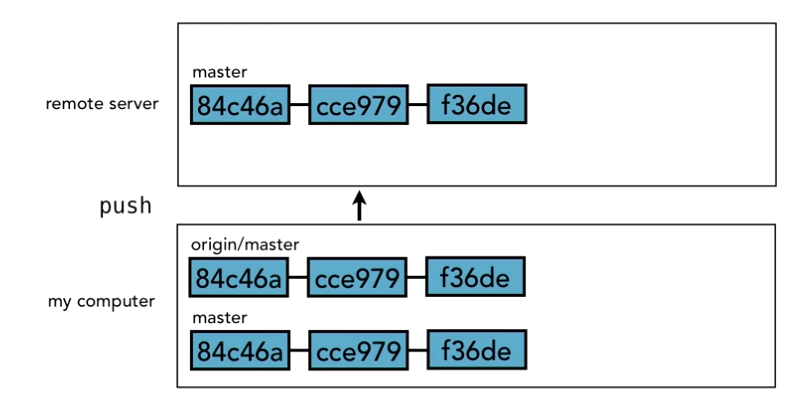 master
84c46a cce979 f36de
remote server
push
origin/master
84c46a cce979 f36de
my computer
master
84c46a cce979 f36de